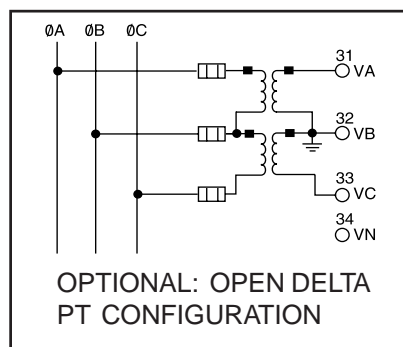 ØA ØB ØC
31
VA
32
VB
33
VC
34
VN
OPTIONAL: OPEN DELTA
PT CONFIGURATION